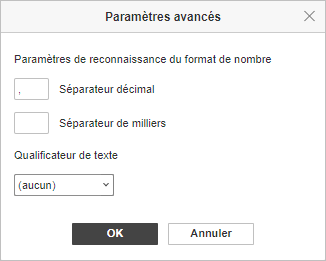 Paramètres avancés
Paramètres de reconnaissance du format de nombre
, Séparateur décimal
Séparateur de milliers
Qualificateur de texte
(aucun)
OK Annuler